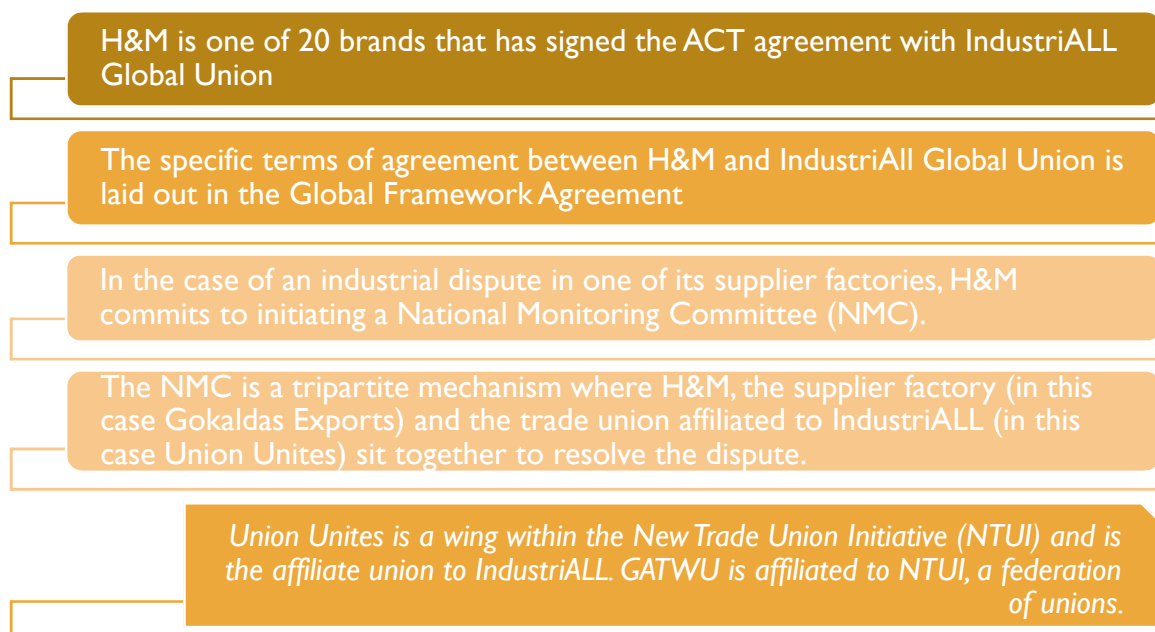 H&M is one of 20 brands that has signed the ACT agreement with IndustriALL
Global Union
The specific terms of agreement between H&M and IndustriAll Global Union is
laid out in the Global Framework Agreement
In the case of an industrial dispute in one of its supplier factories, H&M
commits to initiating a National Monitoring Committee (NMC).
The NMC is a tripartite mechanism where H&M, the supplier factory (in this
case Gokaldas Exports) and the trade union affiliated to IndustriALL (in this
case Union Unites) sit together to resolve the dispute.
Union Unites is a wing within the New Trade Union Initiative (NTUI) and is
the affiliate union to IndustriALL. GATWU is affiliated to NTUI, a federation
of unions.